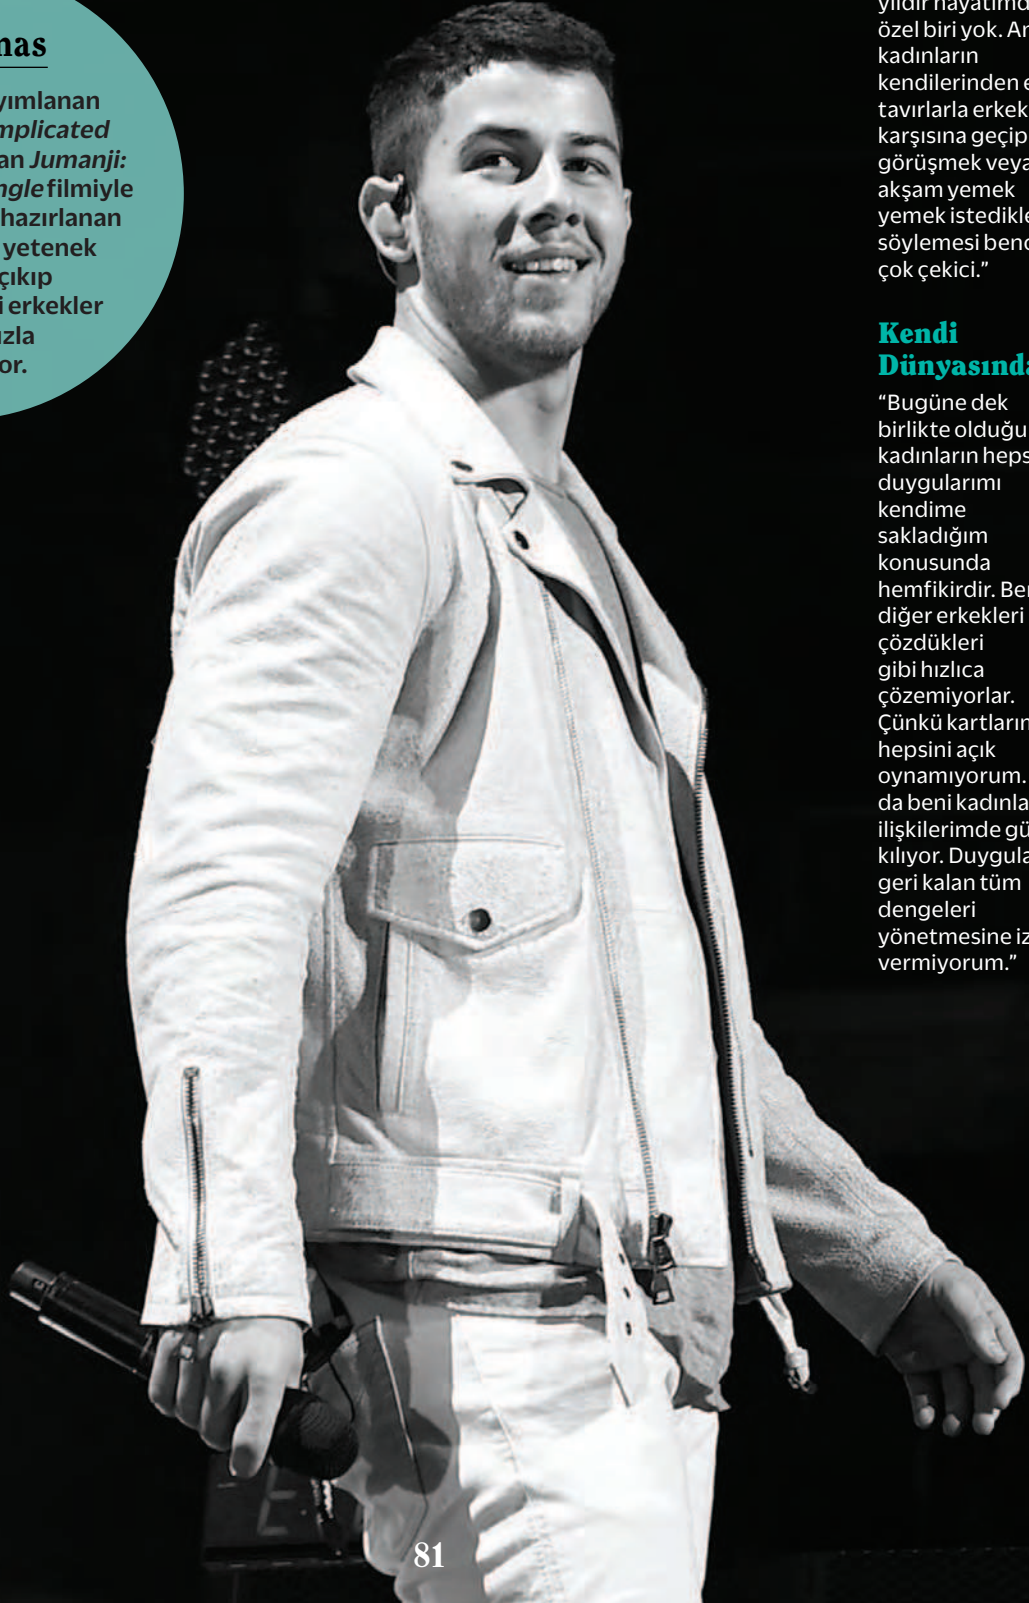 nas
yımlanan
mplicated
an Jumanji:
ngle filmiyle
hazırlanan
yetenek
çıkıp
i erkekler
ızla
or.
yıldır hayatımd
özel biri yok. An
kadınların
kendilerinden e
tavırlarla erkek
karşısına geçip
görüşmek veya
akşam yemek
yemek istedikle
söylemesi benc
çok çekici.”
Kendi
Dünyasında
“Bugüne dek
birlikte olduğu
kadınların heps
duygularımı
kendime
sakladığım
konusunda
hemfikirdir. Ben
diğer erkekleri
çözdükleri
gibi hızlıca
çözemiyorlar.
Çünkü kartların
hepsini açık
oynamıyorum.
da beni kadınla
ilişkilerimde gü
kılıyor. Duygula
geri kalan tüm
dengeleri
yönetmesine iz
vermiyorum.”
81